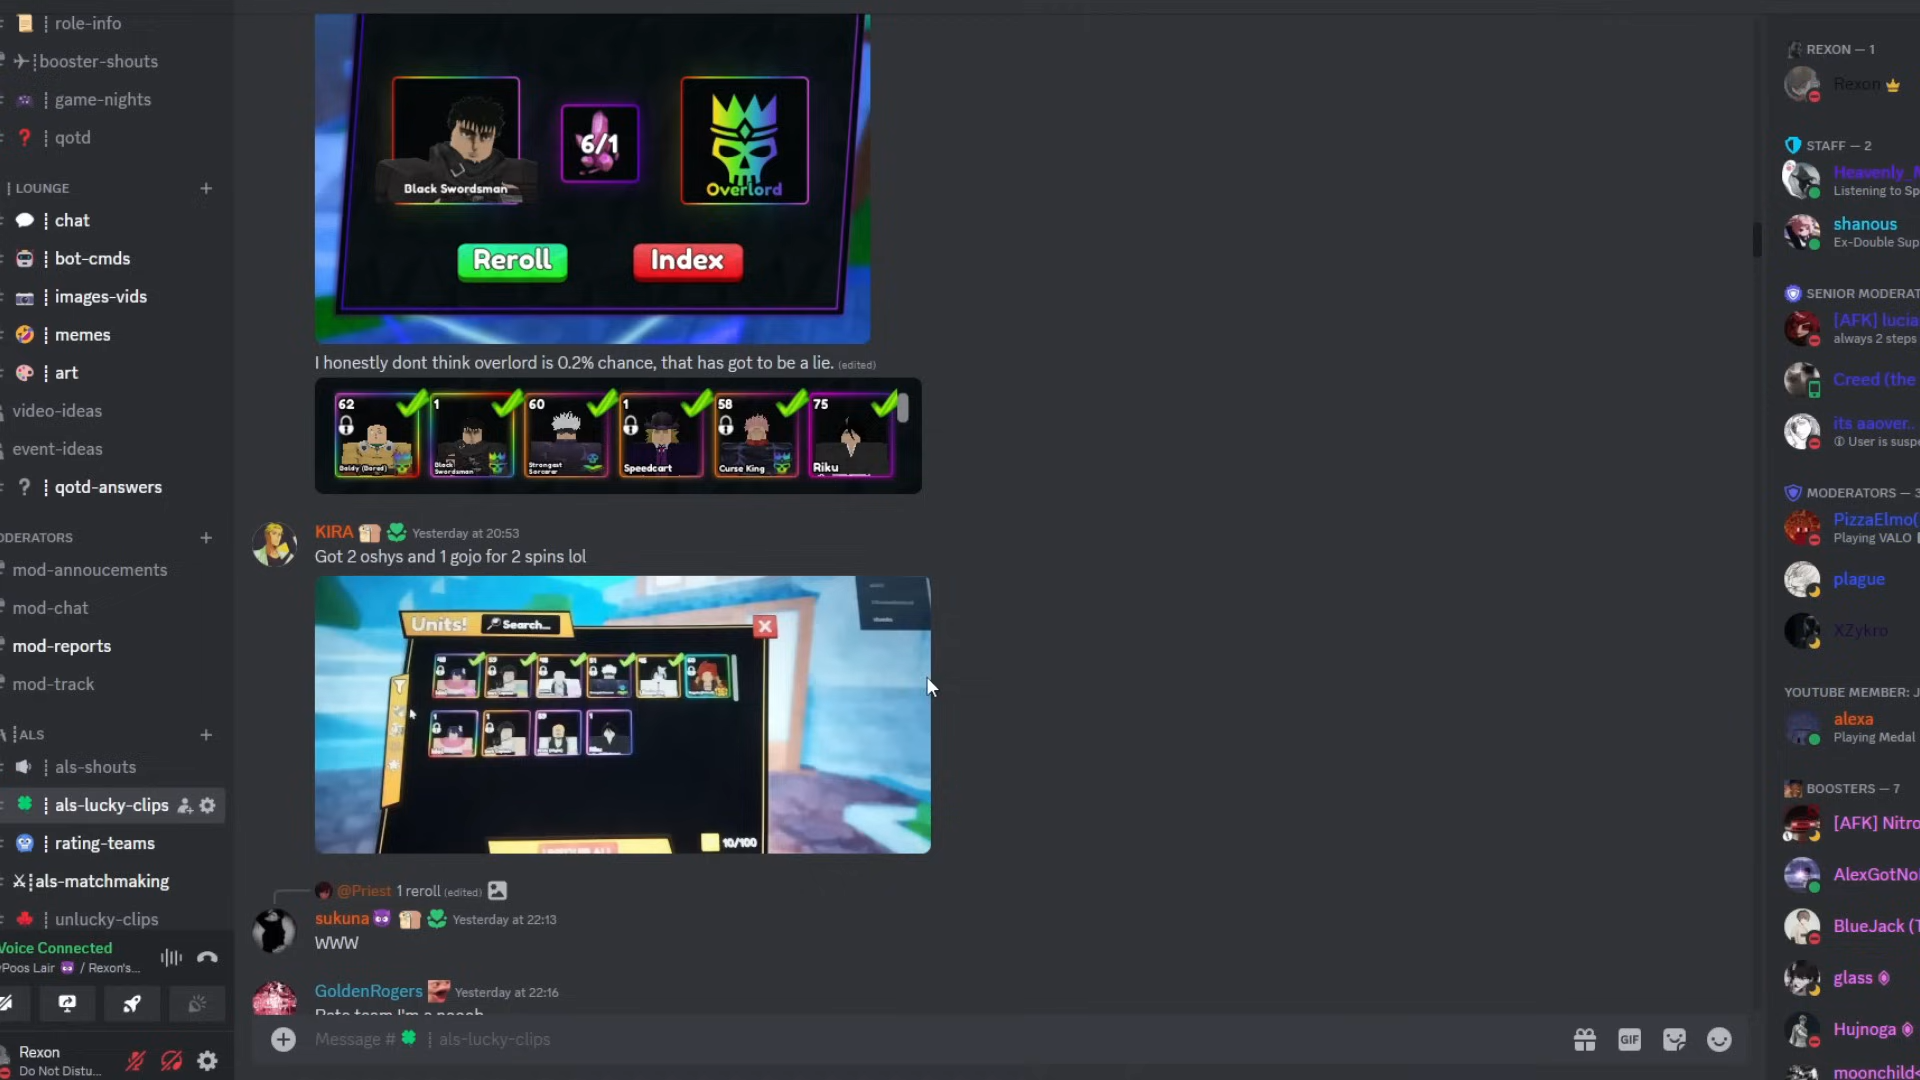 role-info
booster-shouts
game-nights
qotd
LOUNGE
chat
bot-cmds
images-vids
memes
art
video-ideas
event-ideas
qotd-answers
MODERATORS
mod-annoucements
mod-chat
mod-reports
mod-track
ALS
als-shouts
als-lucky-clips
rating-teams
als-matchmaking
unlucky-clips
Voice Connected
Poos Lair / Rexon's...
Rexon
Do Not Distu...
Black Swordsman
6/1
Overlord
Reroll
Index
I honestly dont think overlord is 0.2% chance, that has got to be a lie. (edited)
62
1
60
1
58
75
Black Swordsman
Strongest Sorcerer
Speedcart
Curse King
Riku
KIRA Yesterday at 20:53
Got 2 oshys and 1 gojo for 2 spins lol
Units!
Search...
10/100
@Priest 1 reroll (edited)
sukuna Yesterday at 22:13
WWW
GoldenRogers Yesterday at 22:16
Message # als-lucky-clips
GIF
REXON — 1
Rexon
STAFF — 2
Heavenly_
Listening to Sp
shanous
Ex-Double Sup
SENIOR MODERAT
[AFK] lucia
always 2 steps
Creed (the
its aaover..
User is susp
MODERATORS — 3
PizzaElmo(
Playing VALO
plague
XZykro
YOUTUBE MEMBER: J
alexa
Playing Medal
BOOSTERS — 7
[AFK] Nitro
AlexGotNo
BlueJack (T
glass
Hujnoga
moonchild<